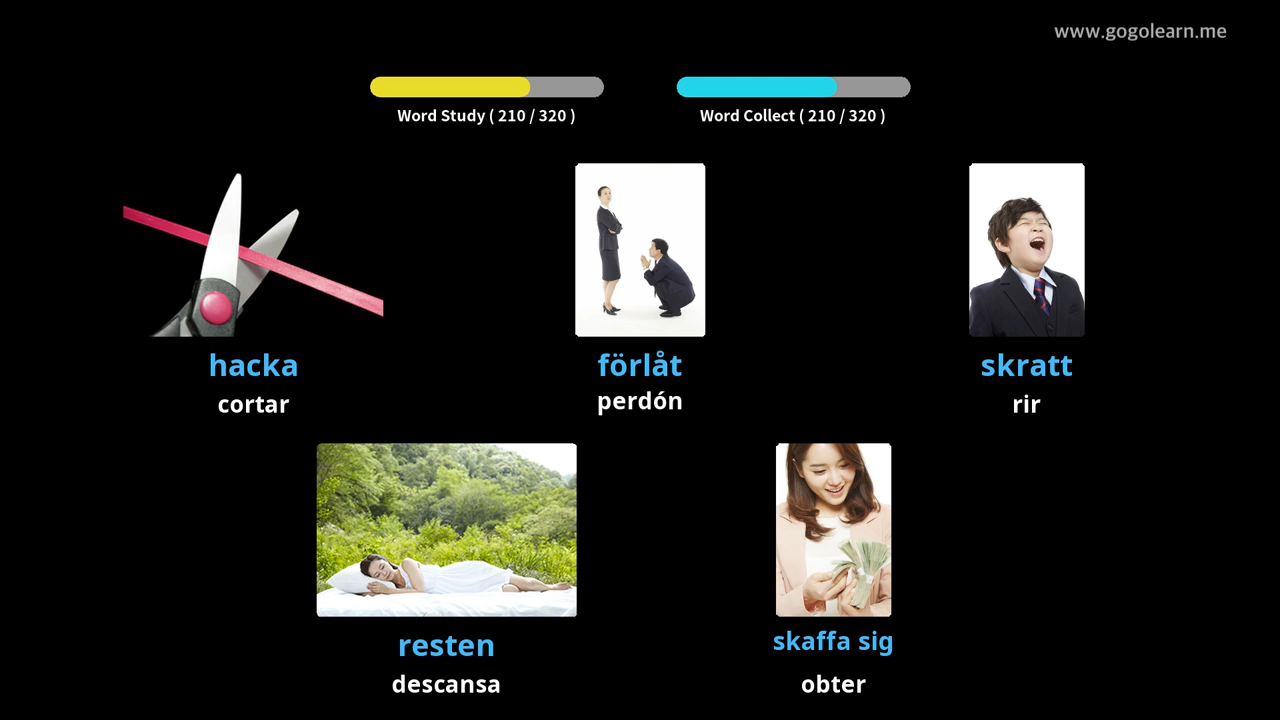 www.gogolearn.me
Word Study ( 210 / 320 )
Word Collect ( 210 / 320 )
hacka
cortar
förlåt
perdón
skratt
rir
resten
descansa
skaffa sig
obter